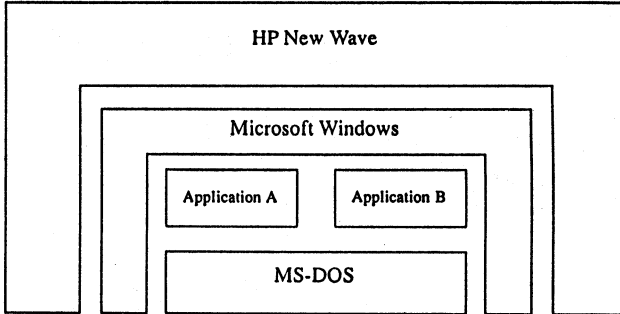 HP New Wave
Microsoft Windows
Application A
Application B
MS-DOS